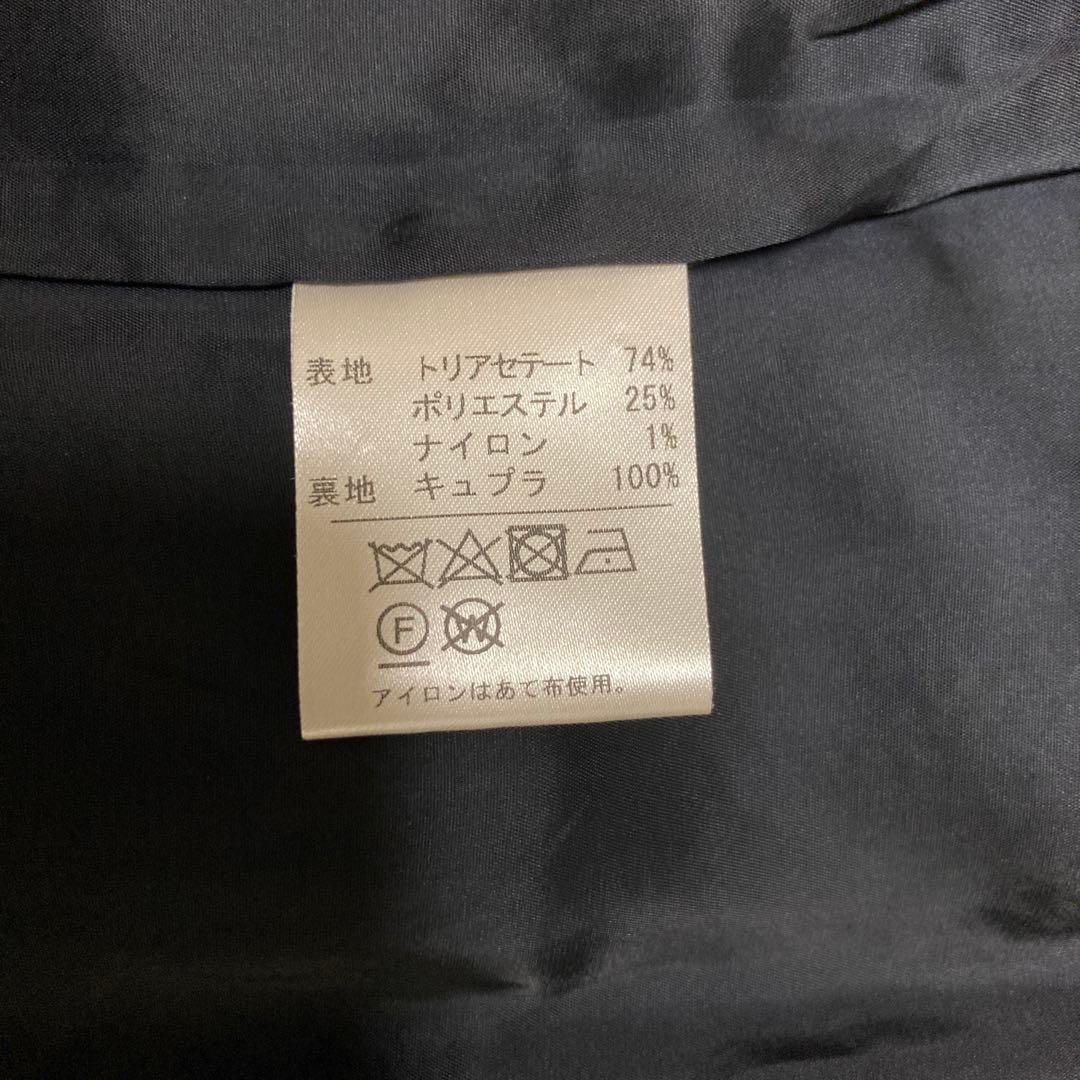 表地 トリアセテート 74%
ポリエステル 25%
ナイロン 1%
裏地 キュプラ 100%
F W
アイロンはあて布使用。